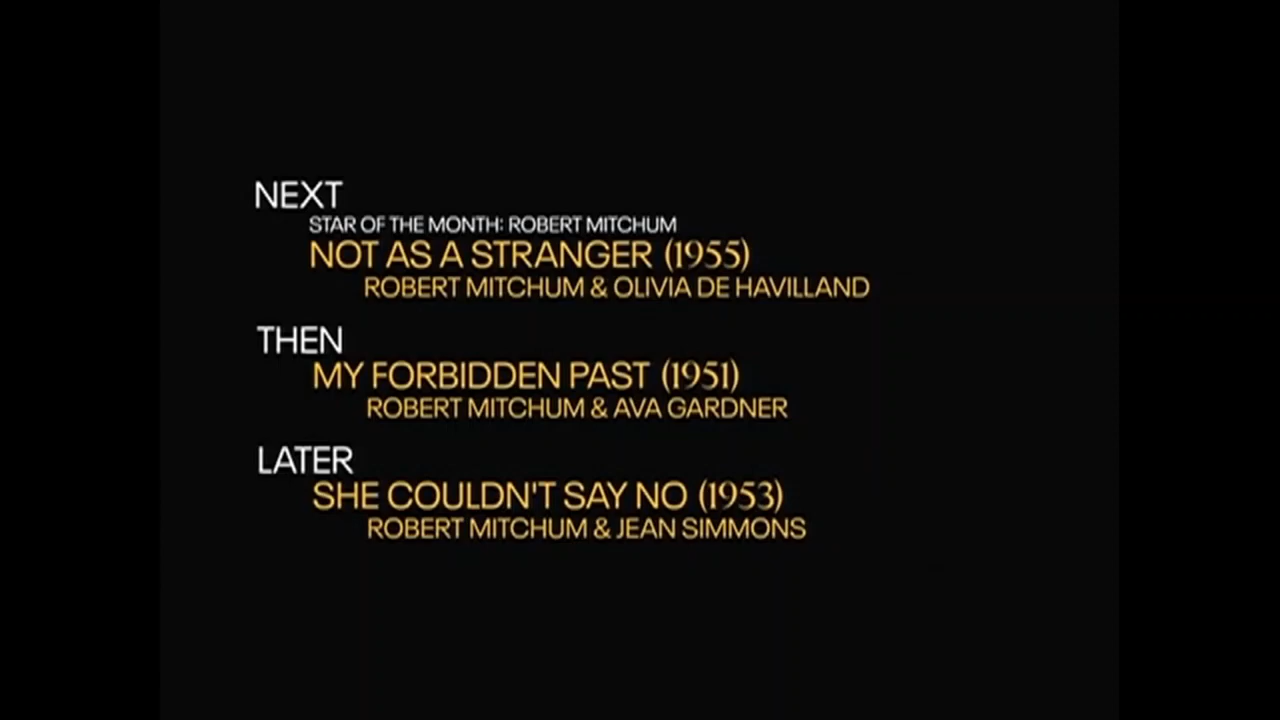 NEXT
STAR OF THE MONTH: ROBERT MITCHUM
NOT AS A STRANGER (1955)
ROBERT MITCHUM & OLIVIA DE HAVILLAND
THEN
MY FORBIDDEN PAST (1951)
ROBERT MITCHUM & AVA GARDNER
LATER
SHE COULDN'T SAY NO (1953)
ROBERT MITCHUM & JEAN SIMMONS